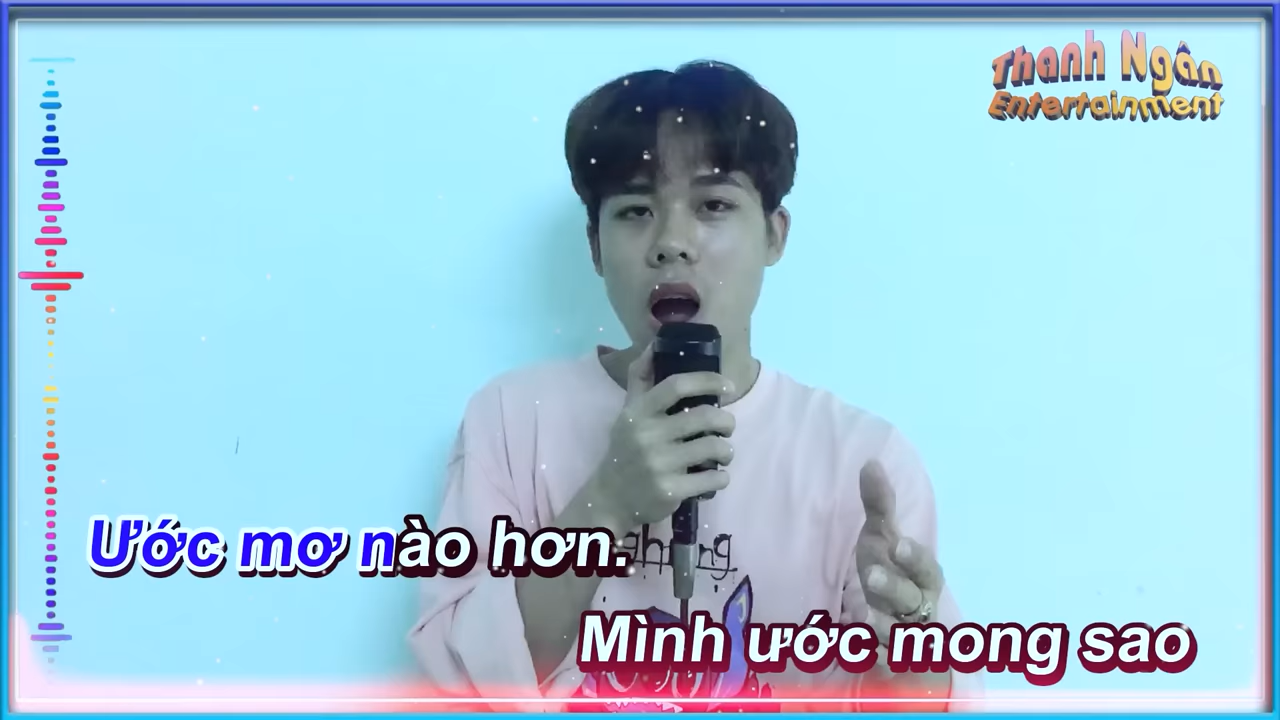 Thanh Ngân
Entertainment
Ước mơ nào hơn.
Mình ước mong sao